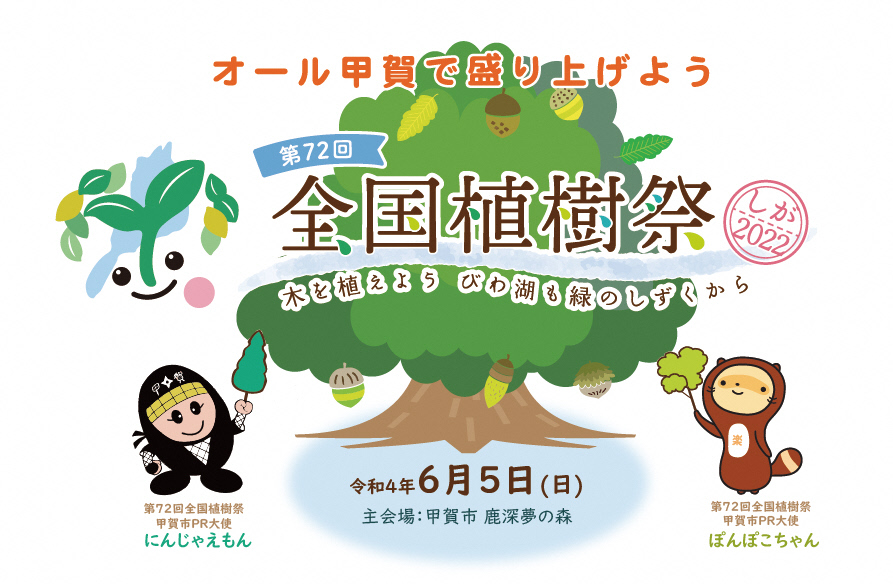 オール甲賀で盛り上げよう
第72回
全国植樹祭
しが
2022
木を植えよう びわ湖も緑のしずくから
甲賀
楽
令和4年6月5日(日)
主会場:甲賀市 鹿深夢の森
第72回全国植樹祭
甲賀市PR大使
にんじゃえもん
第72回全国植樹祭
甲賀市PR大使
ぽんぽこちゃん